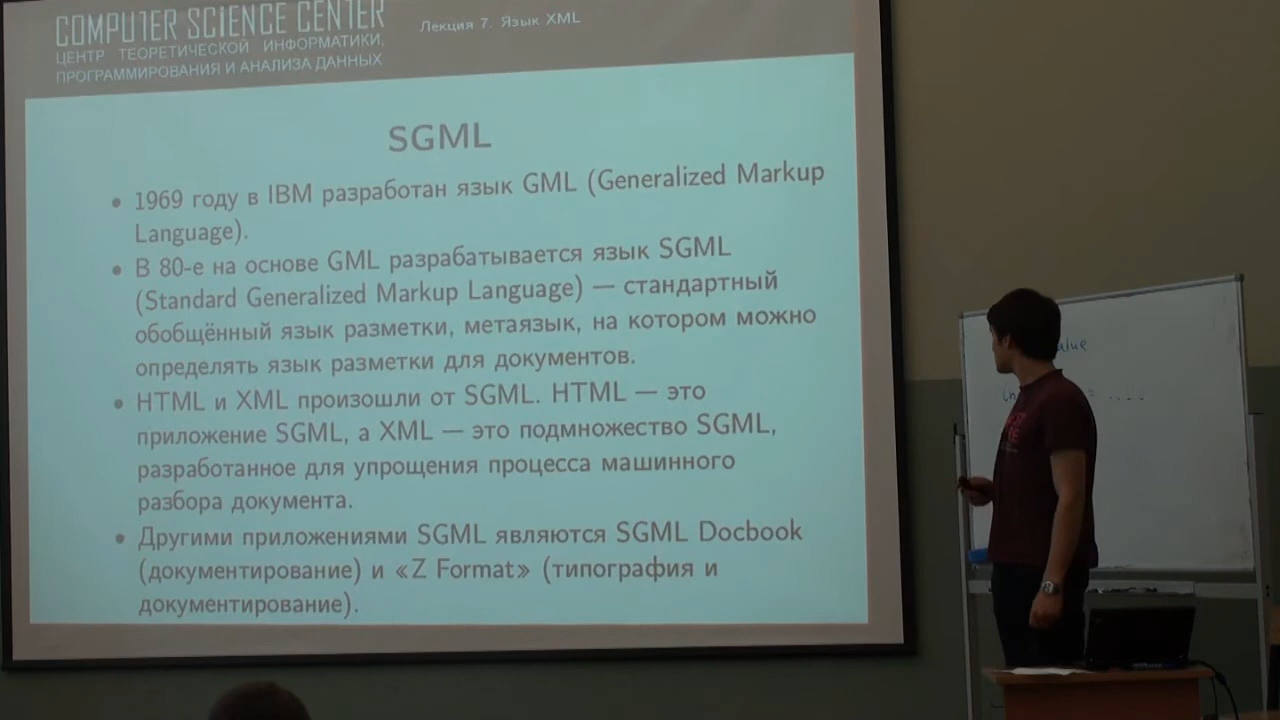 COMPUTER SCIENCE CENTER
ЦЕНТР ТЕОРЕТИЧЕСКОЙ ИНФОРМАТИКИ,
ПРОГРАММИРОВАНИЯ И АНАЛИЗА ДАННЫХ
Лекция 7. Язык XML
SGML
• 1969 году в IBM разработан язык GML (Generalized Markup
Language).
• В 80-е на основе GML разрабатывается язык SGML
(Standard Generalized Markup Language) — стандартный
обобщённый язык разметки, метаязык, на котором можно
определять язык разметки для документов.
• HTML и XML произошли от SGML. HTML — это
приложение SGML, а XML — это подмножество SGML,
разработанное для упрощения процесса машинного
разбора документа.
• Другими приложениями SGML являются SGML Docbook
(документирование) и «Z Format» (типография и
документирование).